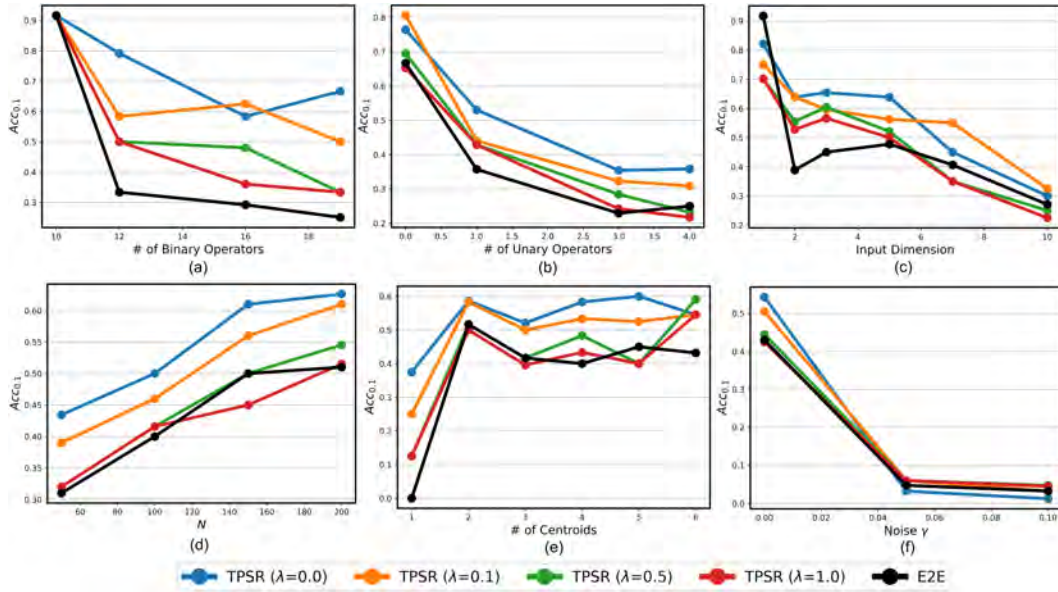 0.9
0.8
0.7
0.6
0.5
0.4
0.3
Acc0.1
10 12 14 16 18
# of Binary Operators
(a)
0.8
0.7
0.6
0.5
0.4
0.3
0.2
Acc0.1
0.0 0.5 1.0 1.5 2.0 2.5 3.0 3.5 4.0
# of Unary Operators
(b)
0.9
0.8
0.7
0.6
0.5
0.4
0.3
0.2
Acc0.1
2 4 6 8 10
Input Dimension
(c)
0.60
0.55
0.50
0.45
0.40
0.35
0.30
Acc0.1
60 80 100 120 140 160 180 200
N
(d)
0.6
0.5
0.4
0.3
0.2
0.1
0.0
Acc0.1
1 2 3 4 5 6
# of Centroids
(e)
0.5
0.4
0.3
0.2
0.1
0.0
Acc0.1
0.00 0.02 0.04 0.06 0.08 0.10
Noise γ
(f)
TPSR (λ=0.0) TPSR (λ=0.1) TPSR (λ=0.5) TPSR (λ=1.0) E2E